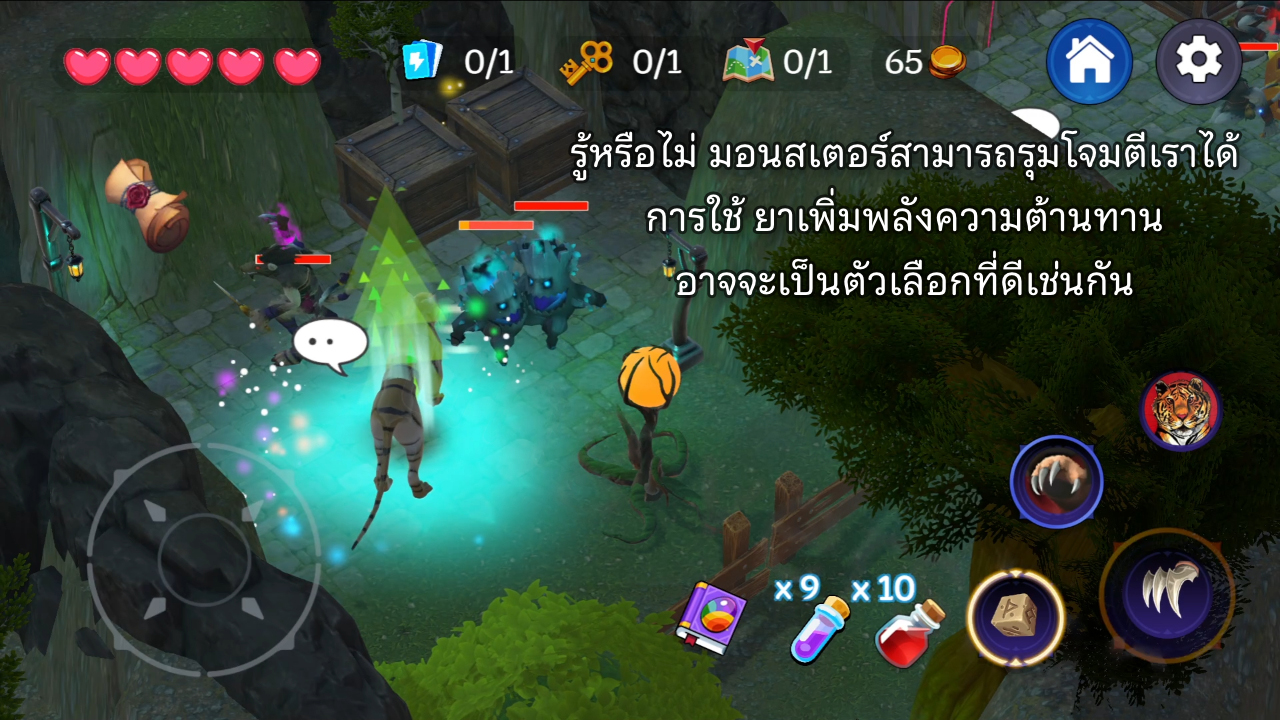 0/1 0/1 0/1 65
รู้หรือไม่ มอนสเตอร์สามารถรุมโจมตีเราได้
การใช้ ยาเพิ่มพลังความต้านทาน
อาจจะเป็นตัวเลือกที่ดีเช่นกัน
x 9 x 10